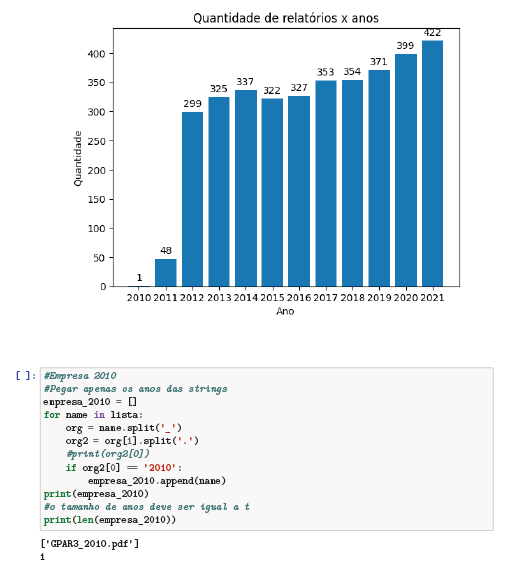 Quantidade de relatórios x anos
422
399
371
353 354
337
325
322 327
299
48
1
400
350
300
250
200
150
100
50
0
Quantidade
2010 2011 2012 2013 2014 2015 2016 2017 2018 2019 2020 2021
Ano
[ ]: #Empresa 2010
#Pegar apenas os anos das strings
empresa_2010 = []
for name in lista:
org = name.split('_')
org2 = org[1].split('.')
#print(org2[0])
if org2[0] == '2010':
empresa_2010.append(name)
print(empresa_2010)
#o tamanho de anos deve ser igual a t
print(len(empresa_2010))
['GPAR3_2010.pdf']
1